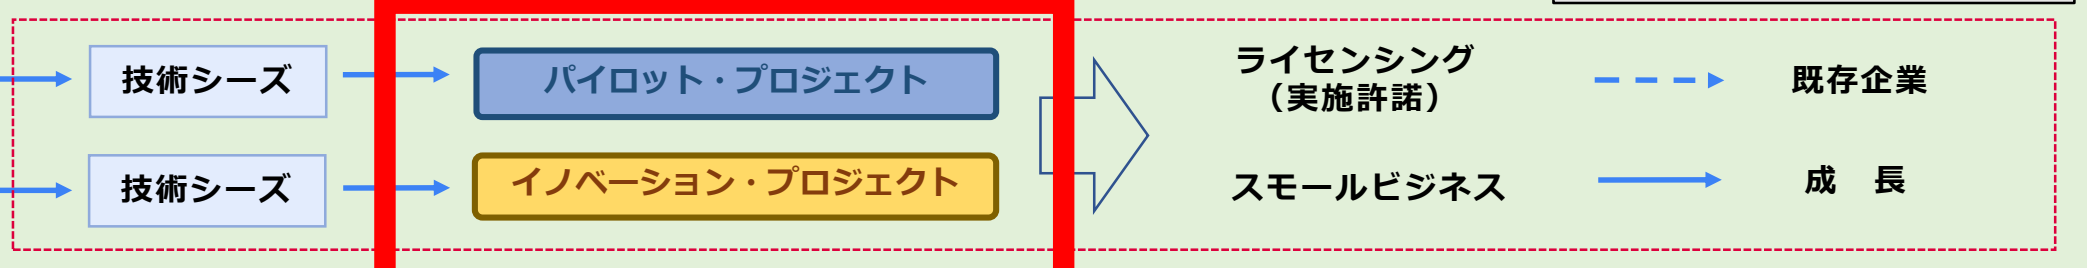 技術シーズ
パイロット・プロジェクト
ライセンシング
（実施許諾）
既存企業
技術シーズ
イノベーション・プロジェクト
スモールビジネス
成　長